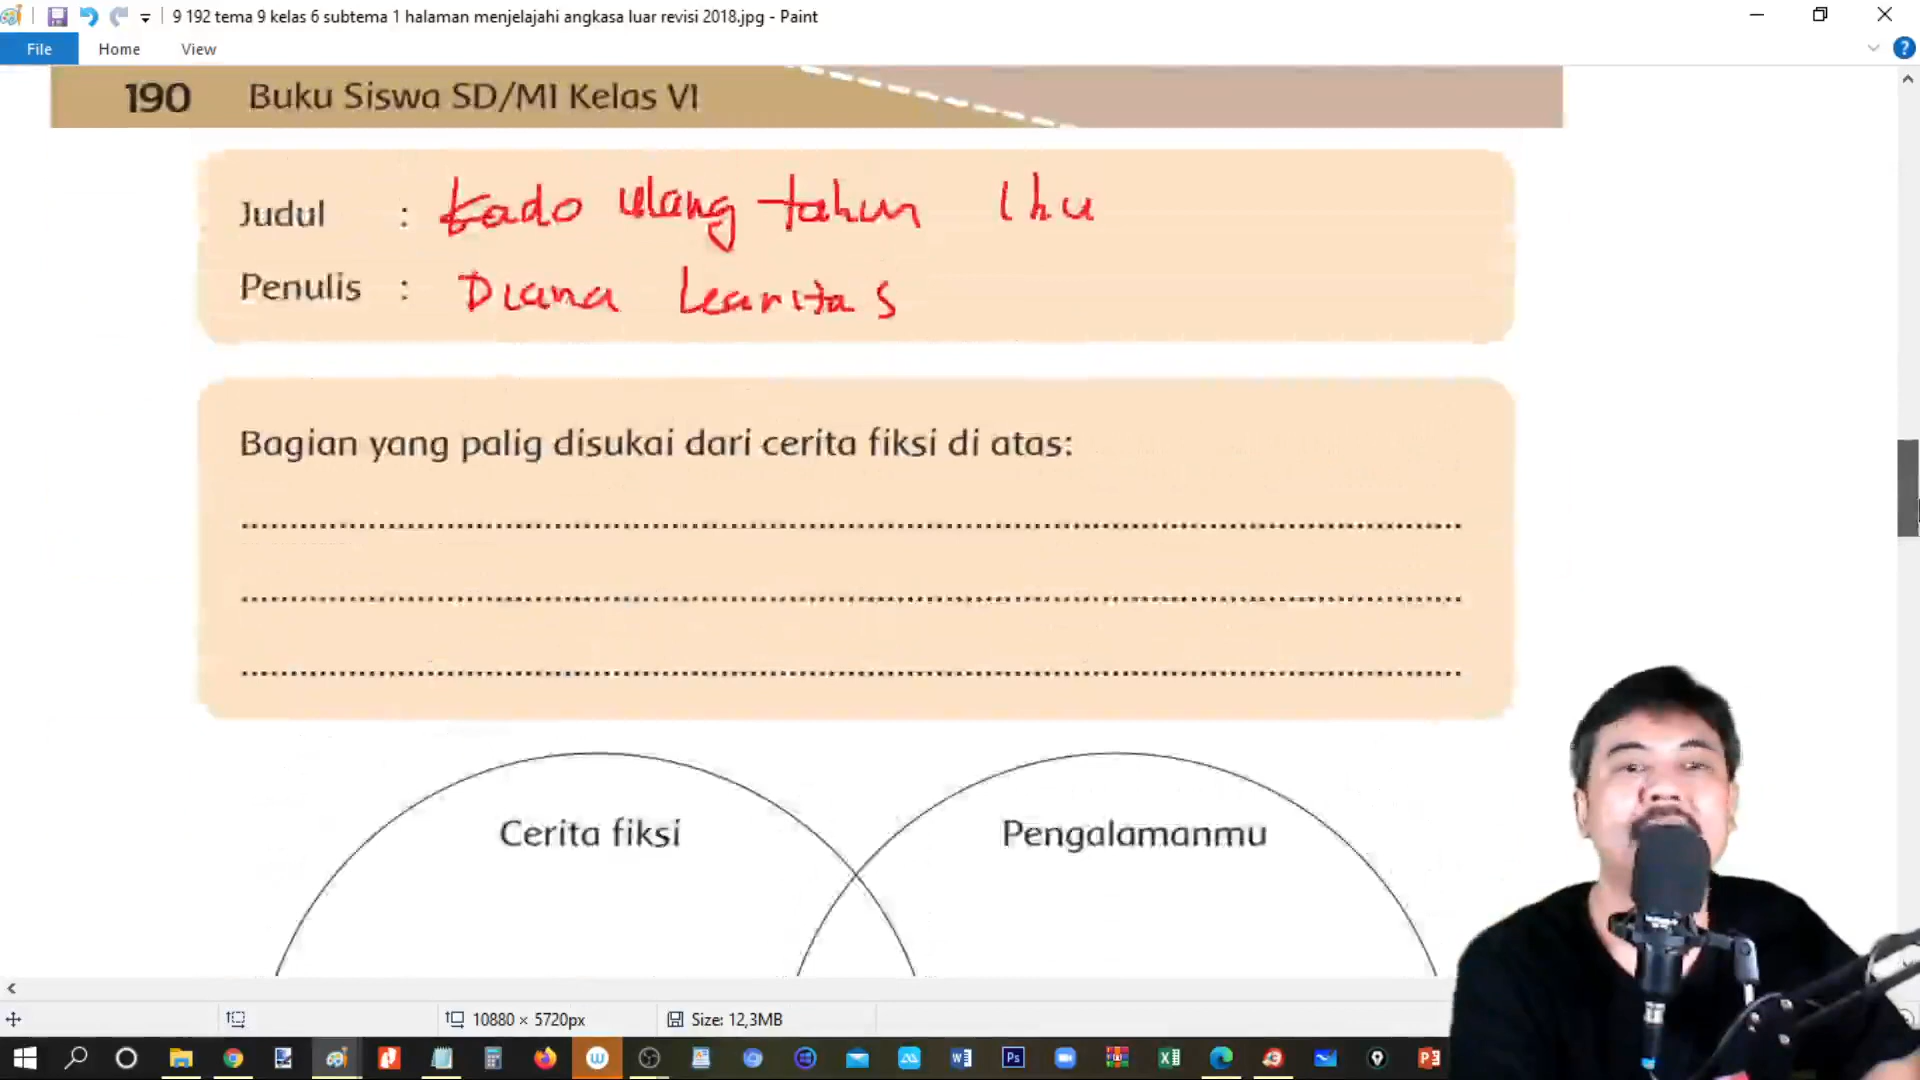 9 192 tema 9 kelas 6 subtema 1 halaman menjelajahi angkasa luar revisi 2018.jpg - Paint
File Home View
190 Buku Siswa SD/MI Kelas VI
Judul : kado ulang tahun Ibu
Penulis : Diana Karitas
Bagian yang palig disukai dari cerita fiksi di atas:
Cerita fiksi Pengalamanmu
10880 × 5720px Size: 12,3MB